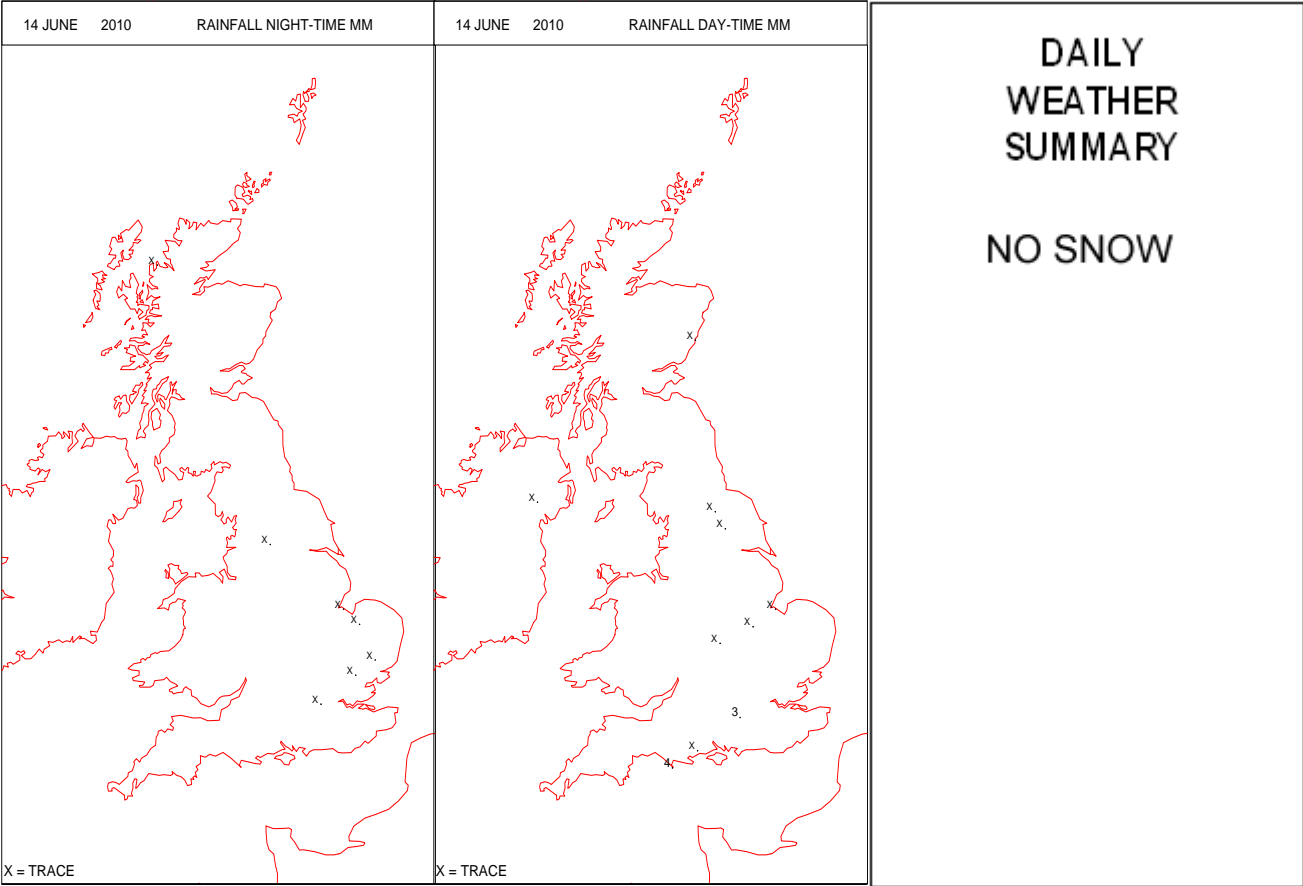 14 JUNE 2010 RAINFALL NIGHT-TIME MM
X
X.
X.
X.
X.
X.
X.
X = TRACE
14 JUNE 2010 RAINFALL DAY-TIME MM
X.
X.
X.
X.
X.
X.
X.
3.
X.
4
X = TRACE
DAILY
WEATHER
SUMMARY
NO SNOW